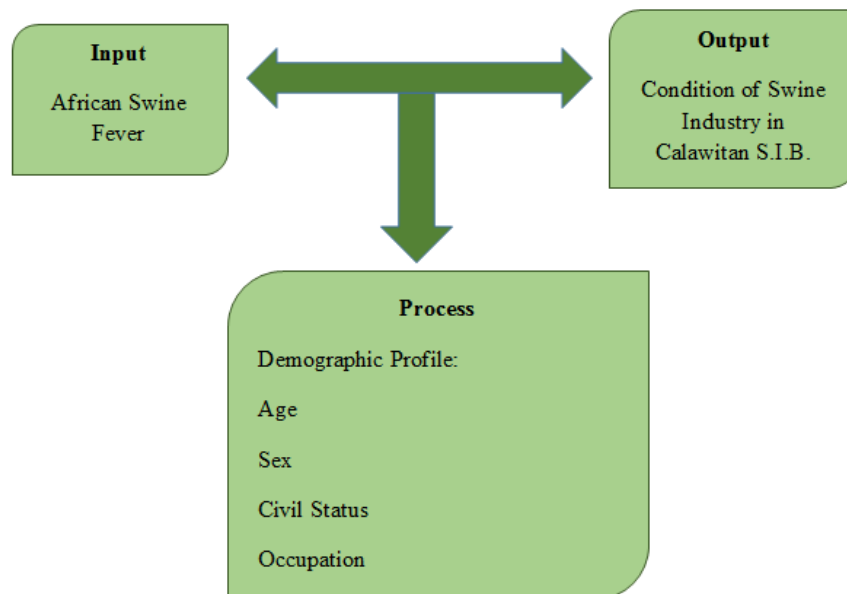 Input
African Swine
Fever
Output
Condition of Swine
Industry in
Calawitan S.I.B.
Process
Demographic Profile:
Age
Sex
Civil Status
Occupation